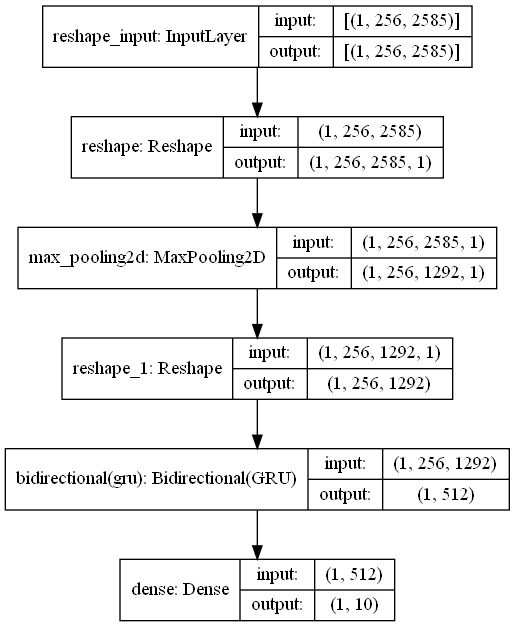 reshape_input: InputLayer
input:
[(1, 256, 2585)]
output:
[(1, 256, 2585)]
reshape: Reshape
input:
(1, 256, 2585)
output:
(1, 256, 2585, 1)
max_pooling2d: MaxPooling2D
input:
(1, 256, 2585, 1)
output:
(1, 256, 1292, 1)
reshape_1: Reshape
input:
(1, 256, 1292, 1)
output:
(1, 256, 1292)
bidirectional(gru): Bidirectional(GRU)
input:
(1, 256, 1292)
output:
(1, 512)
dense: Dense
input:
(1, 512)
output:
(1, 10)